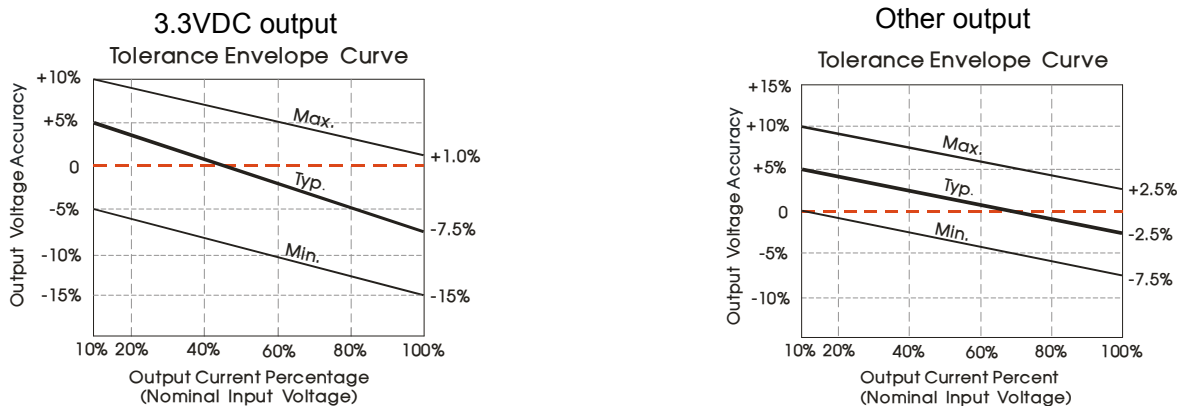 3.3VDC output
Tolerance Envelope Curve
Output Voltage Accuracy
+10%
+5%
0
-5%
-10%
-15%
Max.
Typ.
Min.
+1.0%
-7.5%
-15%
10% 20% 40% 60% 80% 100%
Output Current Percentage
(Nominal Input Voltage)
Other output
Tolerance Envelope Curve
Output Voltage Accuracy
+15%
+10%
+5%
0
-5%
-10%
Max.
Typ.
Min.
+2.5%
-2.5%
-7.5%
10% 20% 40% 60% 80% 100%
Output Current Percent
(Nominal Input Voltage)